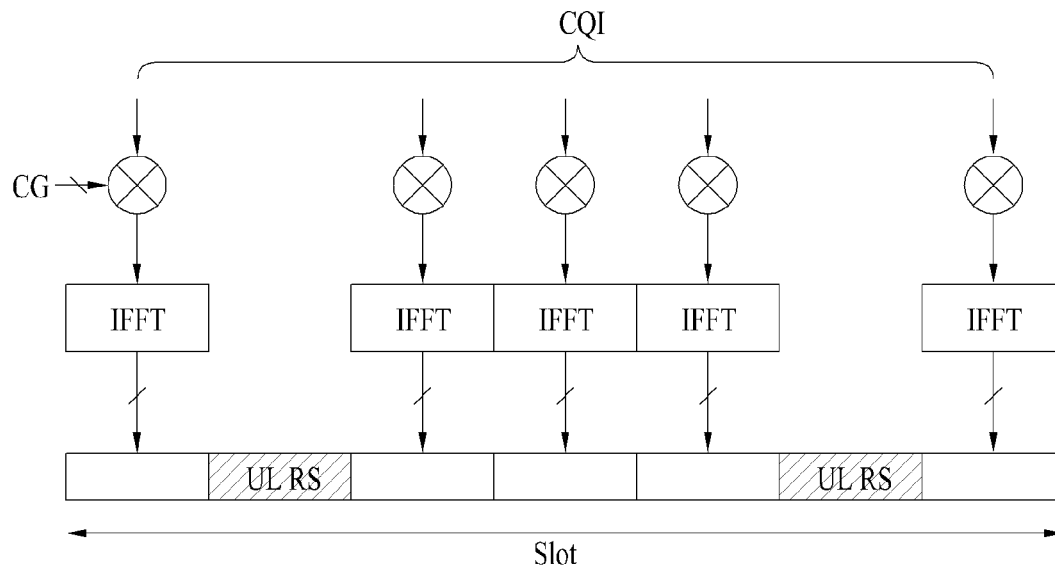 CQI
CG
IFFT
IFFT
IFFT
IFFT
IFFT
UL RS
UL RS
Slot